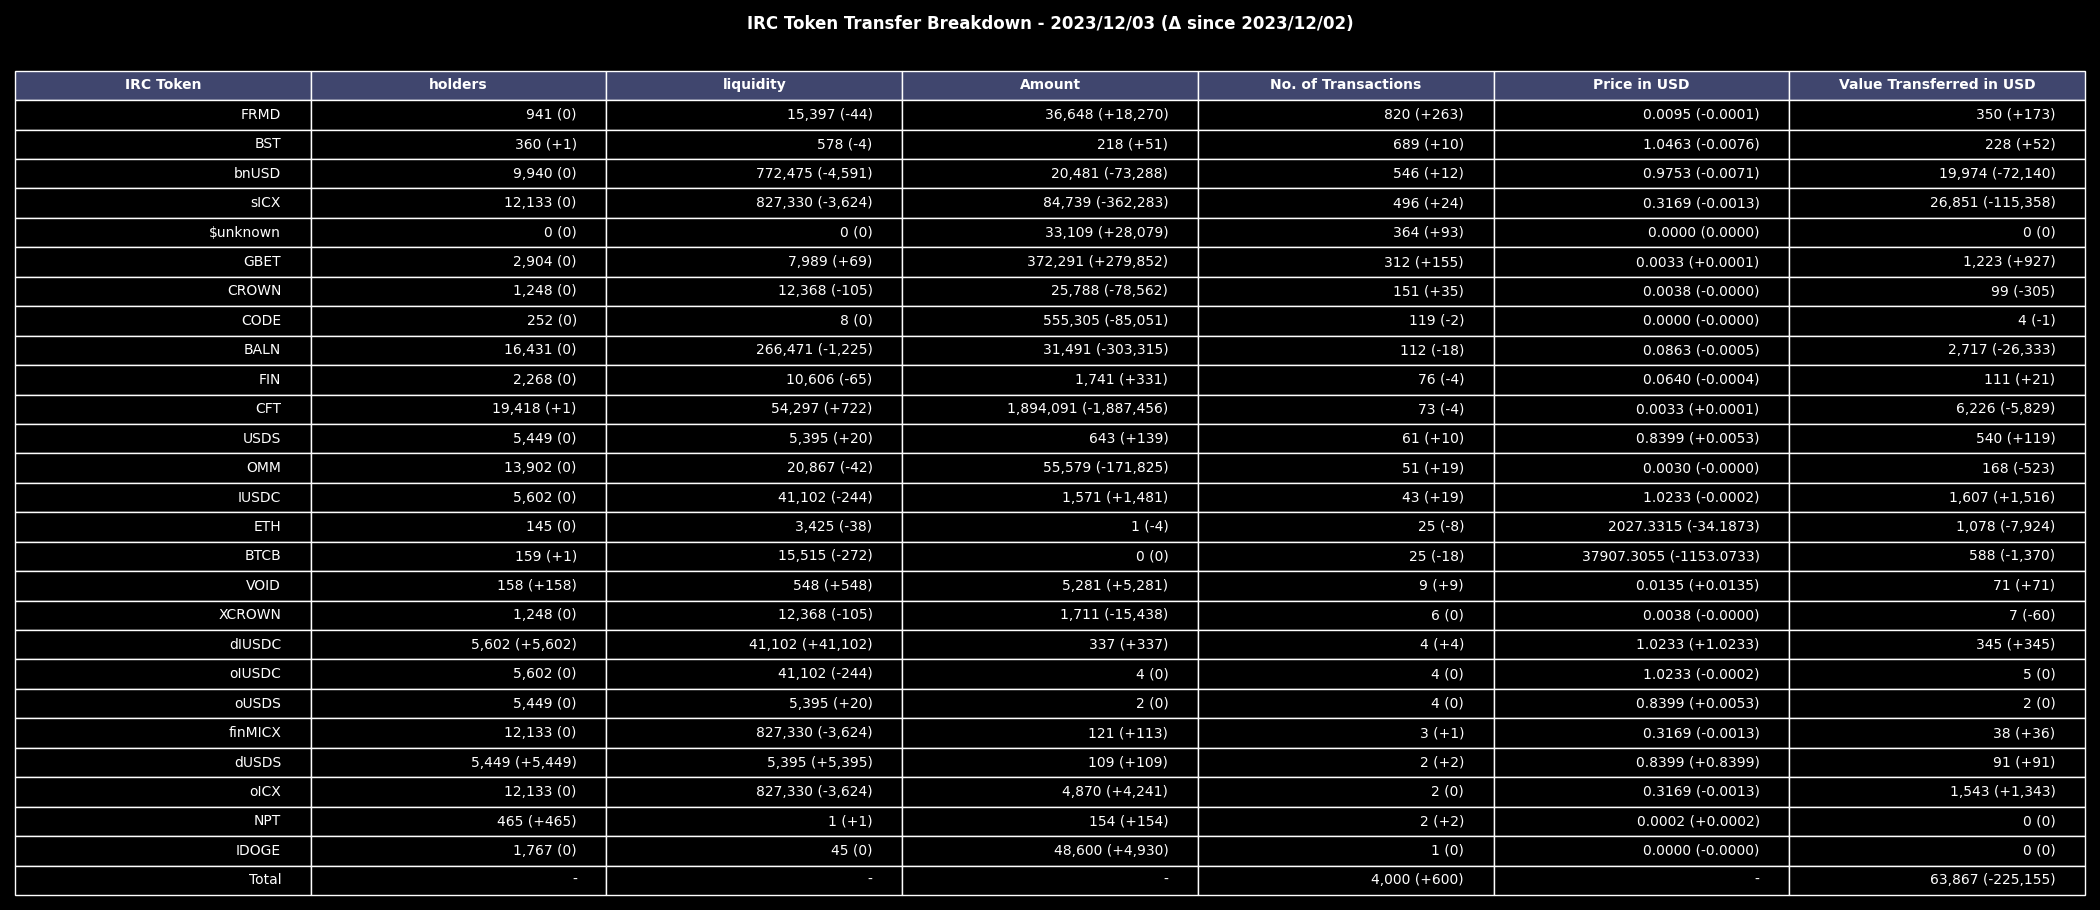 IRC Token Transfer Breakdown - 2023/12/03 (Δ since 2023/12/02)
IRC Token holders liquidity Amount No. of Transactions Price in USD Value Transferred in USD
FRMD 941 (0) 15,397 (-44) 36,648 (+18,270) 820 (+263) 0.0095 (-0.0001) 350 (+173)
BST 360 (+1) 578 (-4) 218 (+51) 689 (+10) 1.0463 (-0.0076) 228 (+52)
bnUSD 9,940 (0) 772,475 (-4,591) 20,481 (-73,288) 546 (+12) 0.9753 (-0.0071) 19,974 (-72,140)
sICX 12,133 (0) 827,330 (-3,624) 84,739 (-362,283) 496 (+24) 0.3169 (-0.0013) 26,851 (-115,358)
$unknown 0 (0) 0 (0) 33,109 (+28,079) 364 (+93) 0.0000 (0.0000) 0 (0)
GBET 2,904 (0) 7,989 (+69) 372,291 (+279,852) 312 (+155) 0.0033 (+0.0001) 1,223 (+927)
CROWN 1,248 (0) 12,368 (-105) 25,788 (-78,562) 151 (+35) 0.0038 (-0.0000) 99 (-305)
CODE 252 (0) 8 (0) 555,305 (-85,051) 119 (-2) 0.0000 (-0.0000) 4 (-1)
BALN 16,431 (0) 266,471 (-1,225) 31,491 (-303,315) 112 (-18) 0.0863 (-0.0005) 2,717 (-26,333)
FIN 2,268 (0) 10,606 (-65) 1,741 (+331) 76 (-4) 0.0640 (-0.0004) 111 (+21)
CFT 19,418 (+1) 54,297 (+722) 1,894,091 (-1,887,456) 73 (-4) 0.0033 (+0.0001) 6,226 (-5,829)
USDS 5,449 (0) 5,395 (+20) 643 (+139) 61 (+10) 0.8399 (+0.0053) 540 (+119)
OMM 13,902 (0) 20,867 (-42) 55,579 (-171,825) 51 (+19) 0.0030 (-0.0000) 168 (-523)
IUSDC 5,602 (0) 41,102 (-244) 1,571 (+1,481) 43 (+19) 1.0233 (-0.0002) 1,607 (+1,516)
ETH 145 (0) 3,425 (-38) 1 (-4) 25 (-8) 2027.3315 (-34.1873) 1,078 (-7,924)
BTCB 159 (+1) 15,515 (-272) 0 (0) 25 (-18) 37907.3055 (-1153.0733) 588 (-1,370)
VOID 158 (+158) 548 (+548) 5,281 (+5,281) 9 (+9) 0.0135 (+0.0135) 71 (+71)
XCROWN 1,248 (0) 12,368 (-105) 1,711 (-15,438) 6 (0) 0.0038 (-0.0000) 7 (-60)
dIUSDC 5,602 (+5,602) 41,102 (+41,102) 337 (+337) 4 (+4) 1.0233 (+1.0233) 345 (+345)
oIUSDC 5,602 (0) 41,102 (-244) 4 (0) 4 (0) 1.0233 (-0.0002) 5 (0)
oUSDS 5,449 (0) 5,395 (+20) 2 (0) 4 (0) 0.8399 (+0.0053) 2 (0)
finMICX 12,133 (0) 827,330 (-3,624) 121 (+113) 3 (+1) 0.3169 (-0.0013) 38 (+36)
dUSDS 5,449 (+5,449) 5,395 (+5,395) 109 (+109) 2 (+2) 0.8399 (+0.8399) 91 (+91)
oICX 12,133 (0) 827,330 (-3,624) 4,870 (+4,241) 2 (0) 0.3169 (-0.0013) 1,543 (+1,343)
NPT 465 (+465) 1 (+1) 154 (+154) 2 (+2) 0.0002 (+0.0002) 0 (0)
IDOGE 1,767 (0) 45 (0) 48,600 (+4,930) 1 (0) 0.0000 (-0.0000) 0 (0)
Total - - - 4,000 (+600) - 63,867 (-225,155)